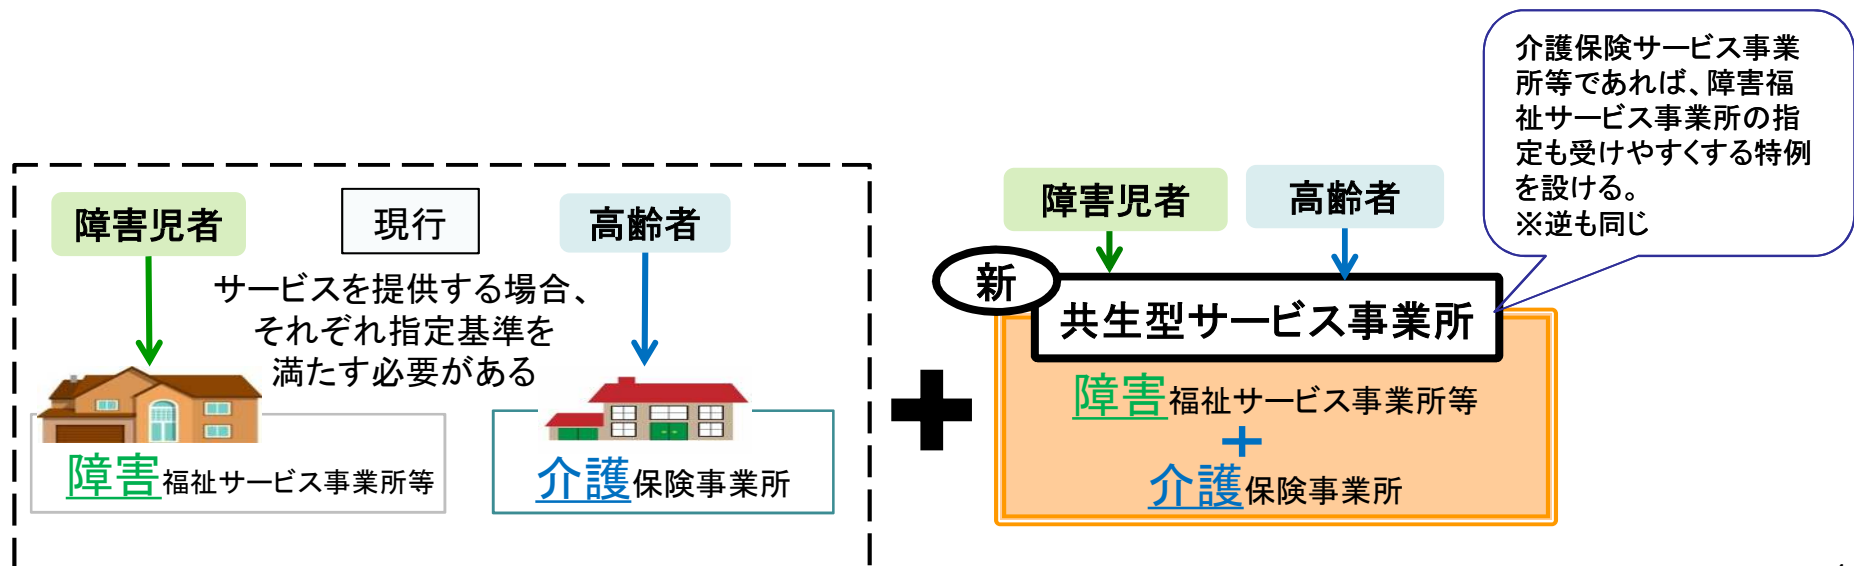 障害児者
現行
高齢者
サービスを提供する場合、
それぞれ指定基準を
満たす必要がある
障害福祉サービス事業所等
介護保険事業所
+
障害児者
高齢者
新
共生型サービス事業所
障害福祉サービス事業所等
+
介護保険事業所
介護保険サービス事業
所等であれば、障害福
祉サービス事業所の指
定も受けやすくする特例
を設ける。
※逆も同じ